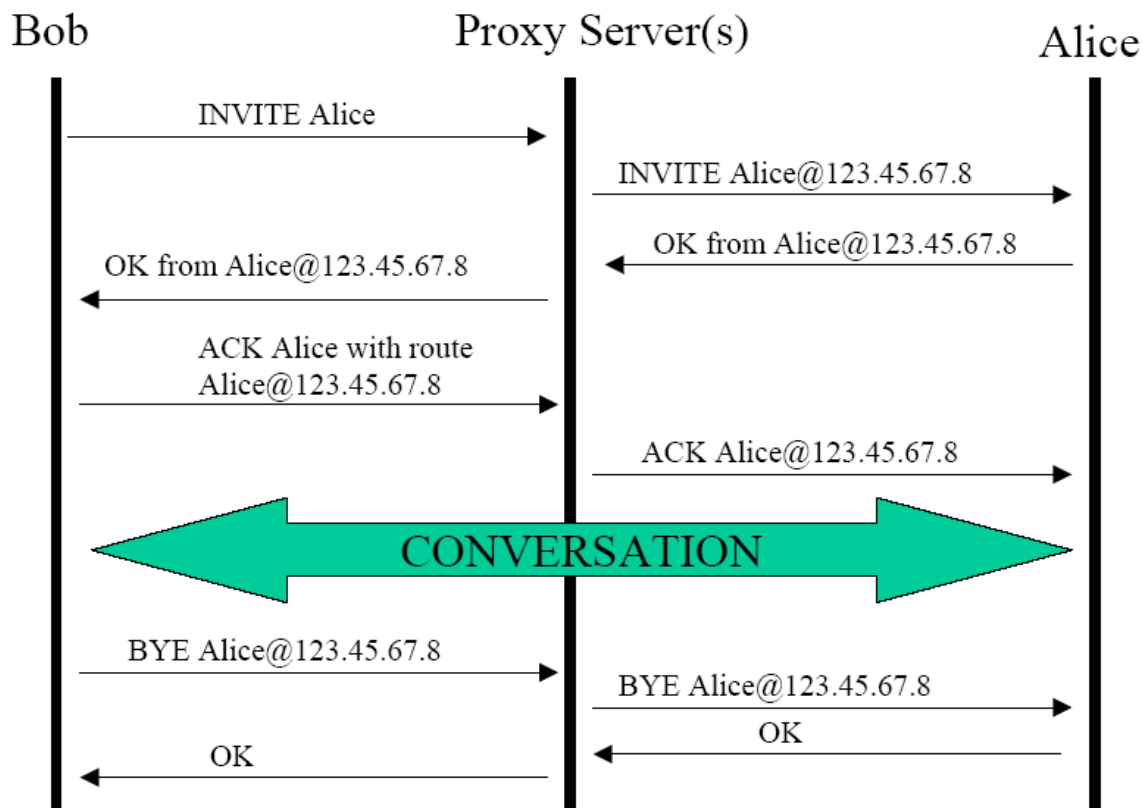 Bob
Proxy Server(s)
Alice
INVITE Alice
INVITE Alice@123.45.67.8
OK from Alice@123.45.67.8
OK from Alice@123.45.67.8
ACK Alice with route
Alice@123.45.67.8
ACK Alice@123.45.67.8
CONVERSATION
BYE Alice@123.45.67.8
BYE Alice@123.45.67.8
OK
OK